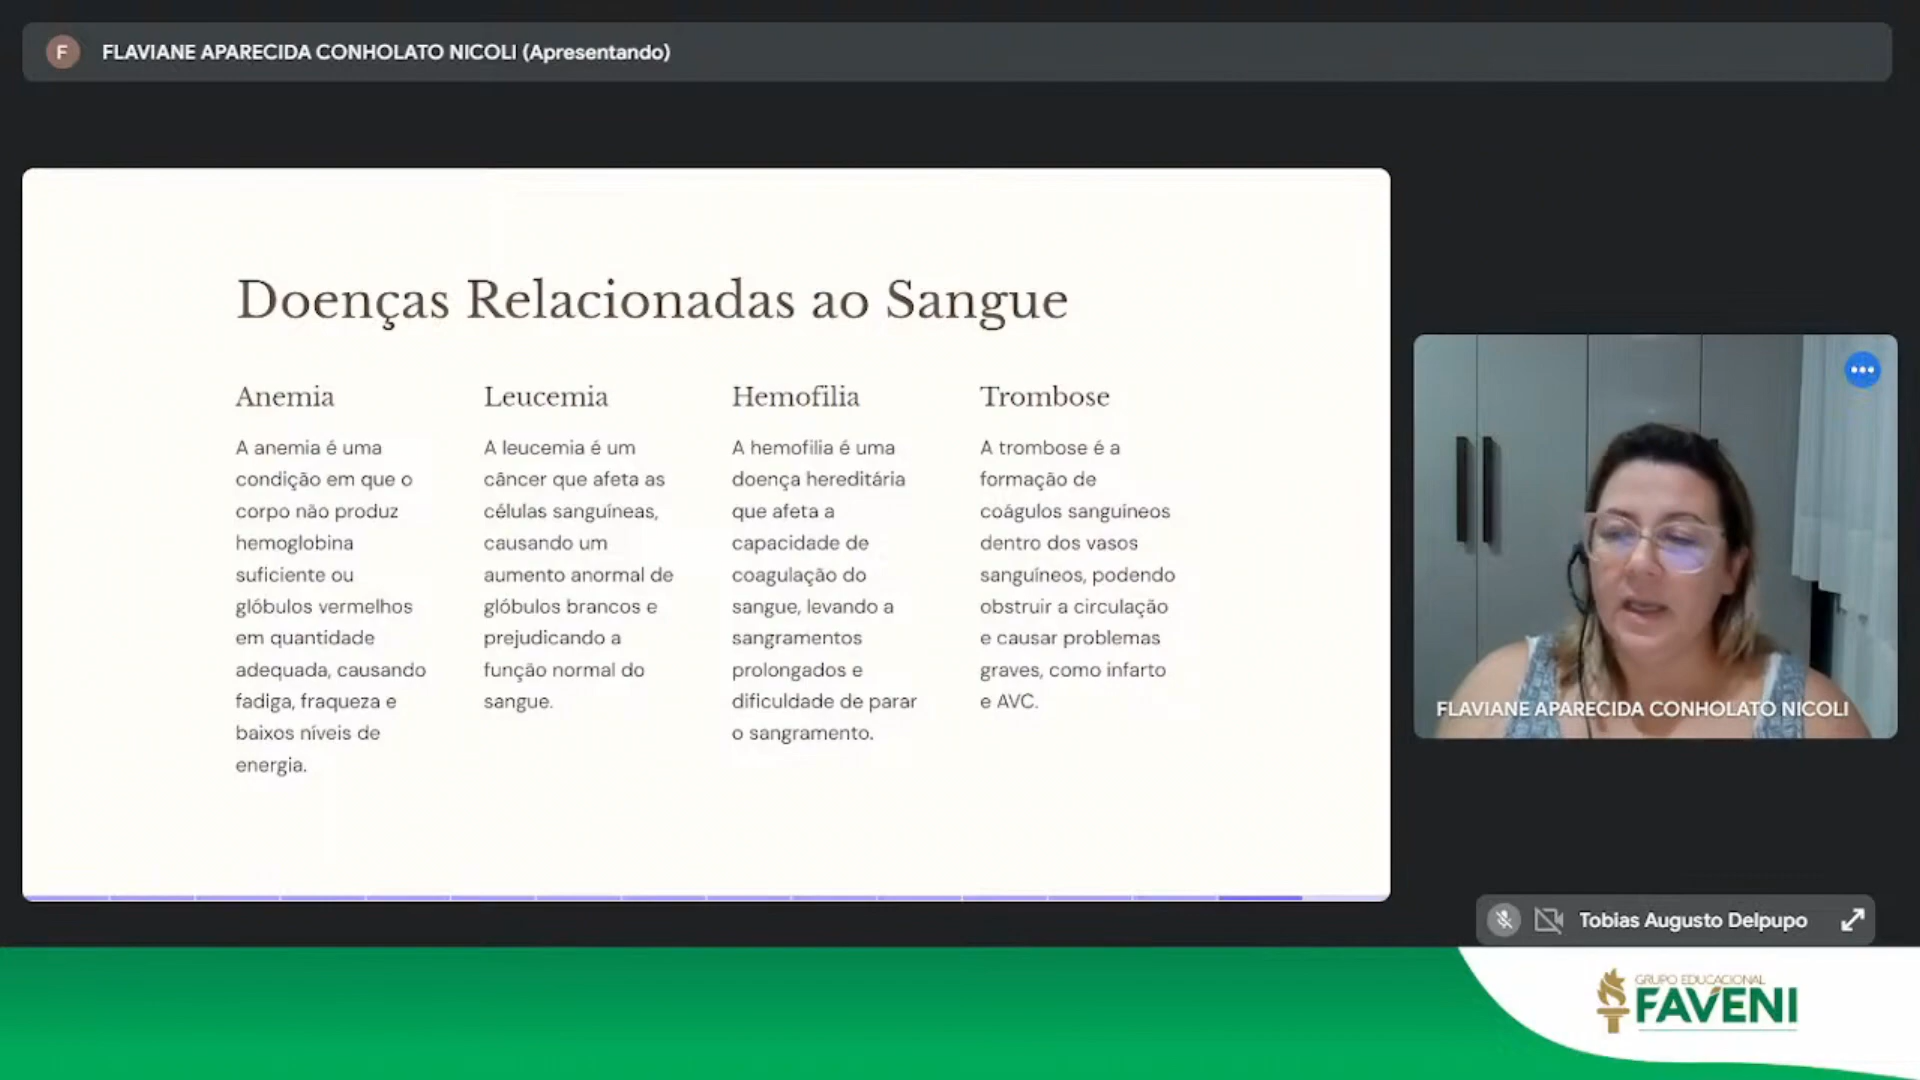 F
FLAVIANE APARECIDA CONHOLATO NICOLI (Apresentando)
Doenças Relacionadas ao Sangue
Anemia
A anemia é uma
condição em que o
corpo não produz
hemoglobina
suficiente ou
glóbulos vermelhos
em quantidade
adequada, causando
fadiga, fraqueza e
baixos níveis de
energia.
Leucemia
A leucemia é um
câncer que afeta as
células sanguíneas,
causando um
aumento anormal de
glóbulos brancos e
prejudicando a
função normal do
sangue.
Hemofilia
A hemofilia é uma
doença hereditária
que afeta a
capacidade de
coagulação do
sangue, levando a
sangramentos
prolongados e
dificuldade de parar
o sangramento.
Trombose
A trombose é a
formação de
coágulos sanguíneos
dentro dos vasos
sanguíneos, podendo
obstruir a circulação
e causar problemas
graves, como infarto
e AVC.
FLAVIANE APARECIDA CONHOLATO NICOLI
Tobias Augusto Delpupo
GRUPO EDUCACIONAL
FAVENI